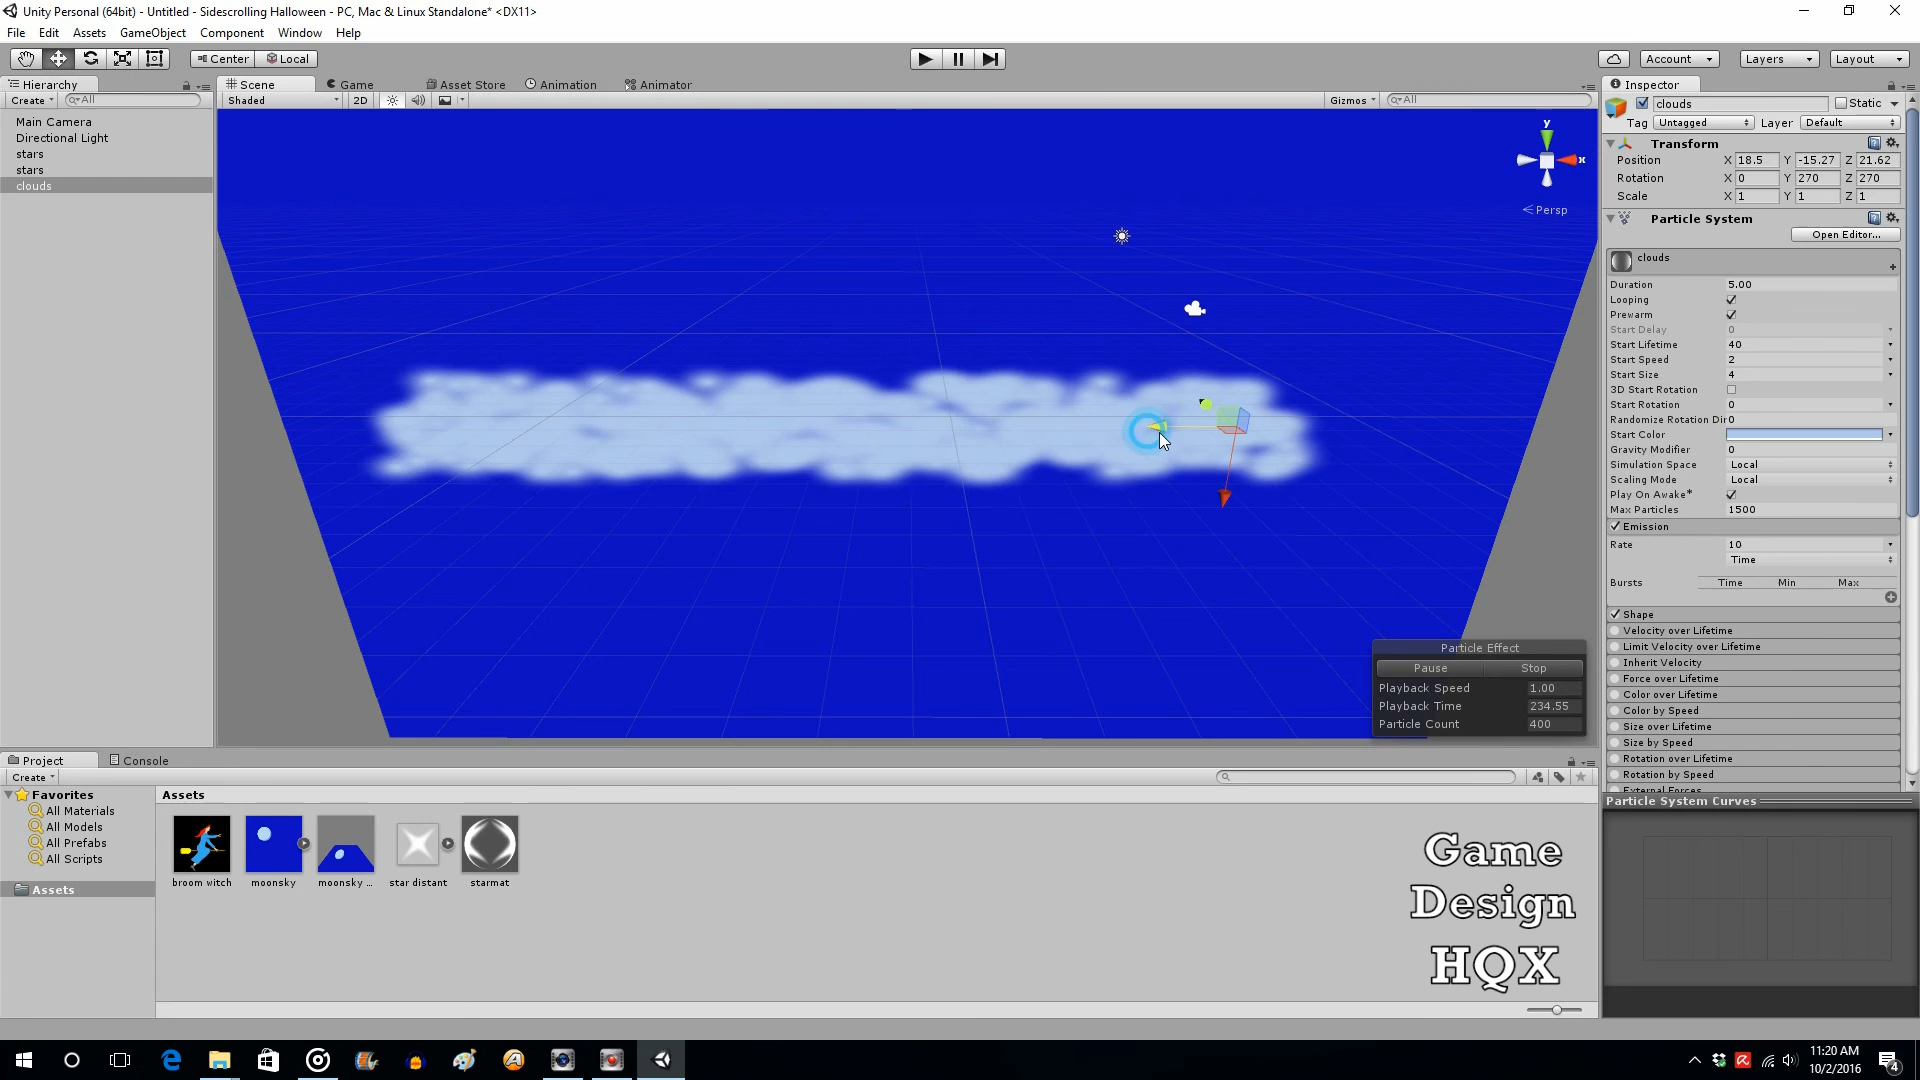 Unity Personal (64bit) - Untitled - Sidescrolling Halloween - PC, Mac & Linux Standalone* <DX11>
File Edit Assets GameObject Component Window Help
Center Local
Account Layers Layout
Hierarchy
Create All
Main Camera
Directional Light
stars
stars
clouds
Scene Game Asset Store Animation Animator
Shaded 2D Gizmos All
y
x
Persp
Particle Effect
Pause Stop
Playback Speed 1.00
Playback Time 234.55
Particle Count 400
Inspector
clouds Static
Tag Untagged Layer Default
Transform
Position X 18.5 Y -15.27 Z 21.62
Rotation X 0 Y 270 Z 270
Scale X 1 Y 1 Z 1
Particle System
Open Editor...
clouds
Duration 5.00
Looping
Prewarm
Start Delay 0
Start Lifetime 40
Start Speed 2
Start Size 4
3D Start Rotation
Start Rotation 0
Randomize Rotation Dir 0
Start Color
Gravity Modifier 0
Simulation Space Local
Scaling Mode Local
Play On Awake*
Max Particles 1500
Emission
Rate 10
Time
Bursts Time Min Max
Shape
Velocity over Lifetime
Limit Velocity over Lifetime
Inherit Velocity
Force over Lifetime
Color over Lifetime
Color by Speed
Size over Lifetime
Size by Speed
Rotation over Lifetime
Rotation by Speed
External Forces
Particle System Curves
Project Console
Create
Favorites
All Materials
All Models
All Prefabs
All Scripts
Assets
Assets
broom witch moonsky moonsky ... star distant starmat
Game
Design
HQX
11:20 AM
10/2/2016
4